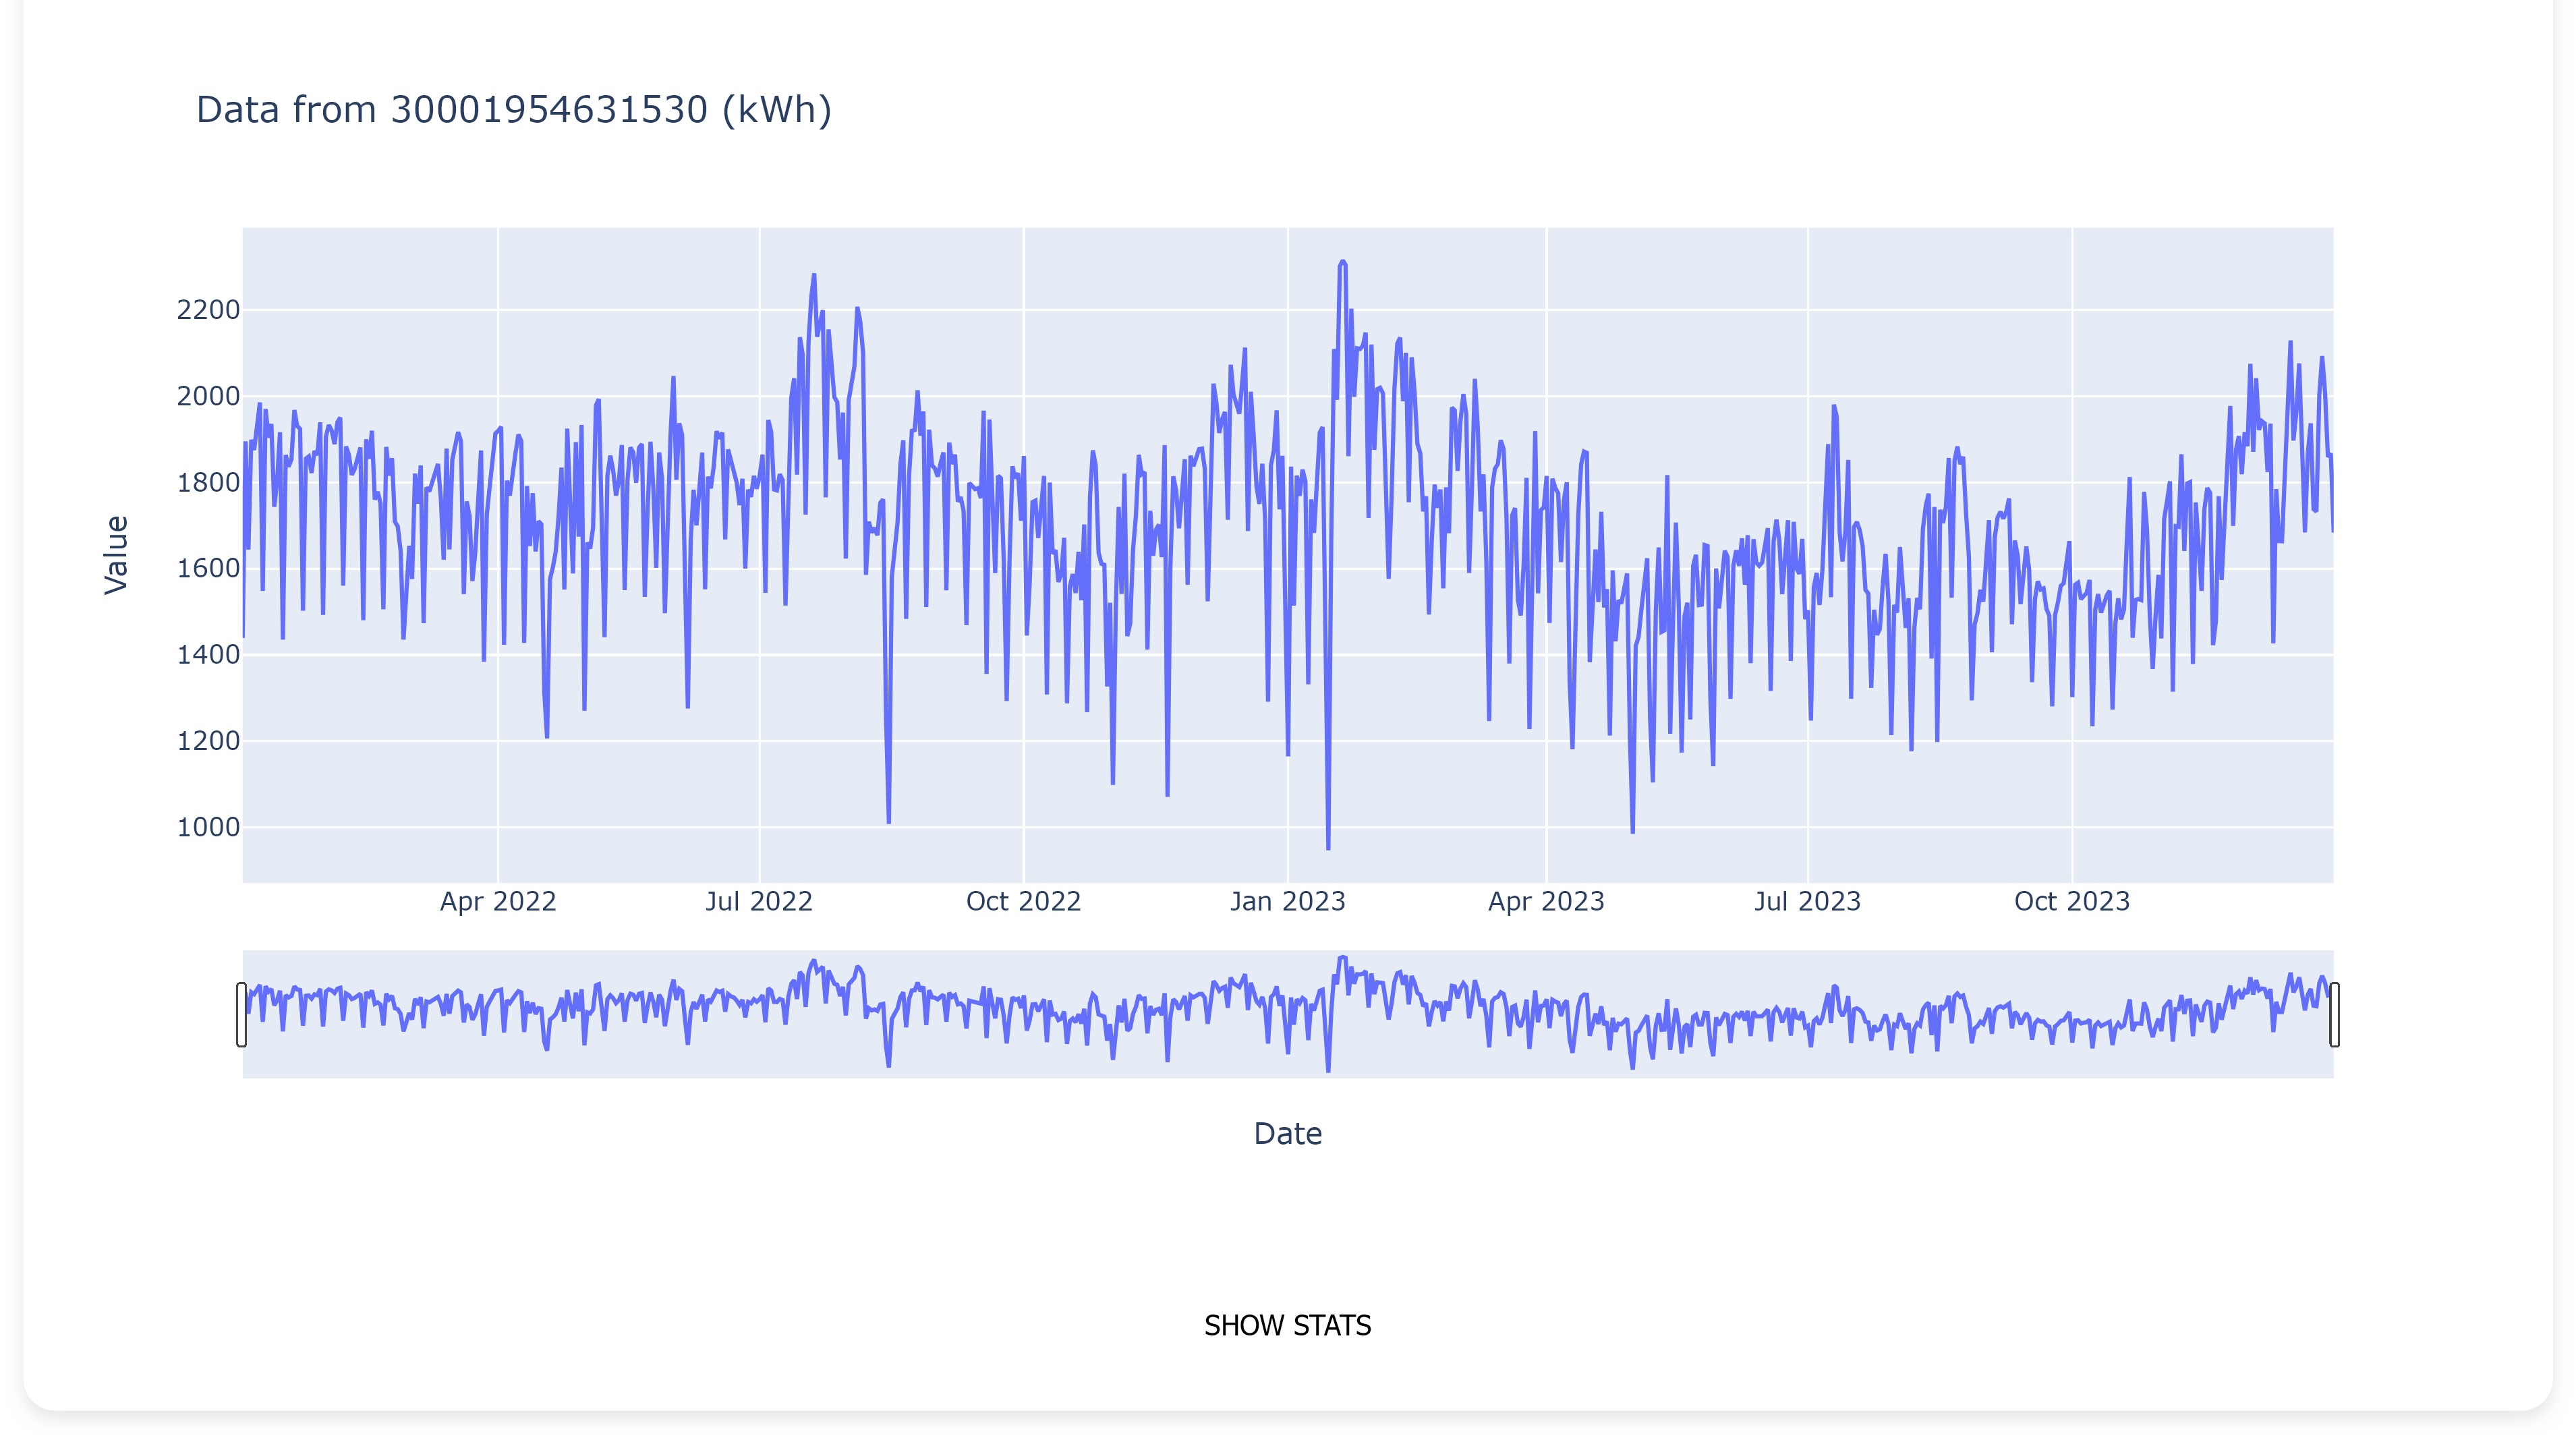 Data from 30001954631530 (kWh)
Value
2200
2000
1800
1600
1400
1200
1000
Apr 2022
Jul 2022
Oct 2022
Jan 2023
Apr 2023
Jul 2023
Oct 2023
Date
SHOW STATS